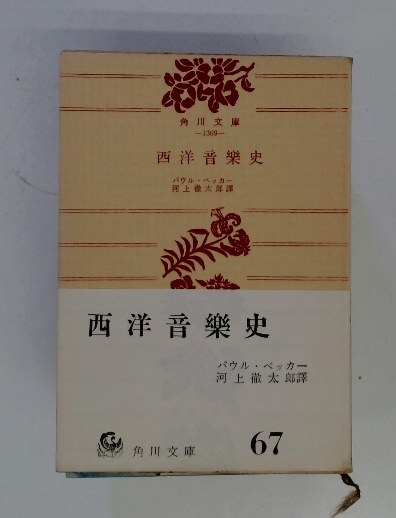 角川文庫
—1309—
西洋音樂史
パウル・ベッカー
河上徹太郎譯
西洋音樂史
パウル・ベッカー
河上徹太郎譯
角川文庫
67